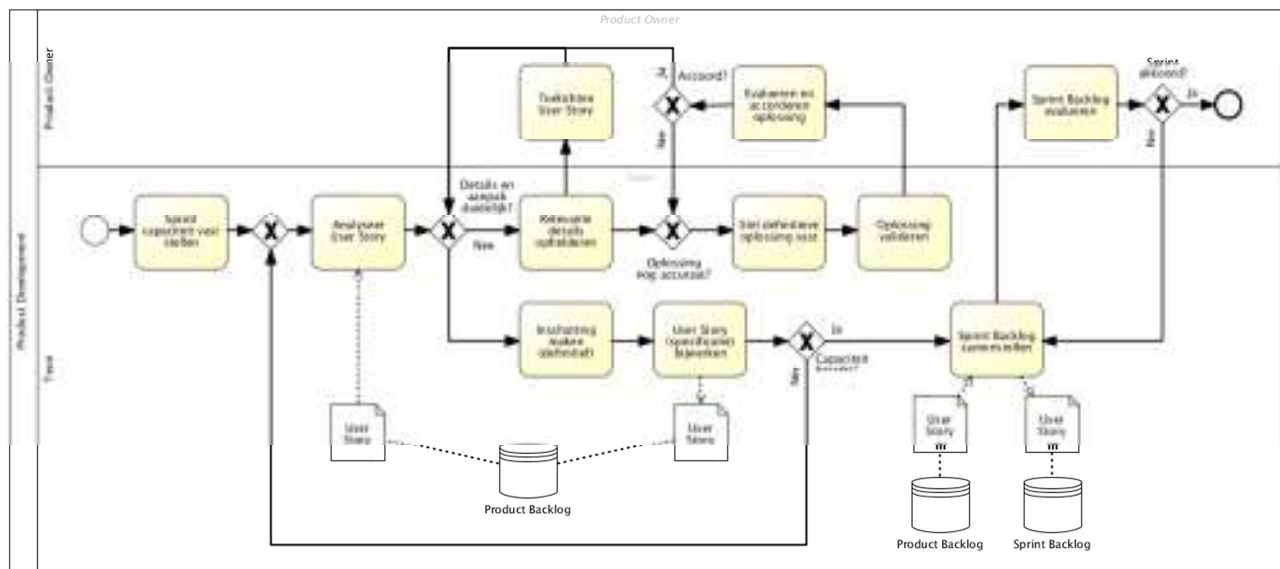 Product Owner
Product Owner
Product Development
Team
Sprint
capaciteit vast
stellen
Analyseer
User Story
Details en
aanpak
duidelijk?
Nee
Toelichten
User Story
Relevante
details
ophelderen
Ja
Akkoord?
Nee
Evalueren en
accorderen
oplossing
Oplossing
nog accuraat?
Stel definitieve
oplossing vast
Oplossing
valideren
Sprint Backlog
evalueren
Sprint
akkoord?
Ja
Nee
Inschatting
maken
(definitief)
User Story
(specificatie)
bijwerken
Ja
Capaciteit
Nee
Sprint Backlog
samenstellen
User
Story
User
Story
User
Story
User
Story
Product Backlog
Product Backlog
Sprint Backlog